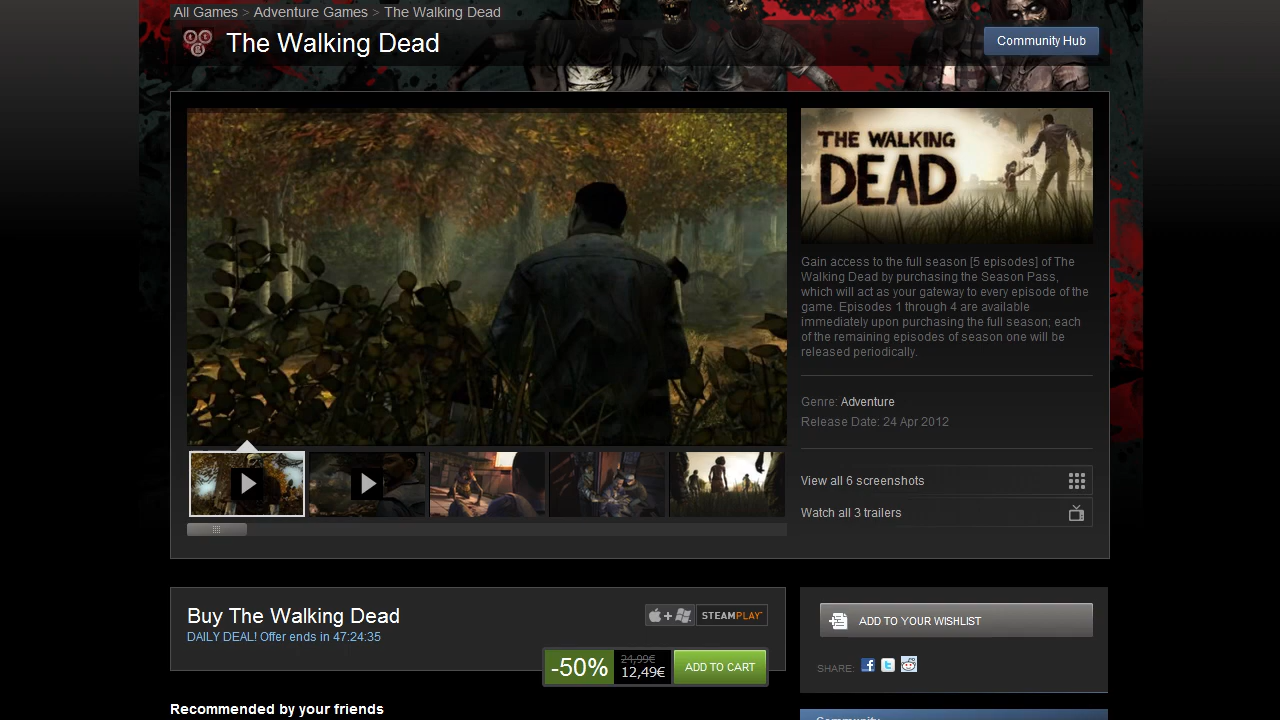 All Games > Adventure Games > The Walking Dead
The Walking Dead
Community Hub
THE WALKING
DEAD
Gain access to the full season [5 episodes] of The
Walking Dead by purchasing the Season Pass,
which will act as your gateway to every episode of the
game. Episodes 1 through 4 are available
immediately upon purchasing the full season; each
of the remaining episodes of season one will be
released periodically.
Genre: Adventure
Release Date: 24 Apr 2012
View all 6 screenshots
Watch all 3 trailers
Buy The Walking Dead
STEAMPLAY
DAILY DEAL! Offer ends in 47:24:35
-50%
24,99€
12,49€
ADD TO CART
ADD TO YOUR WISHLIST
SHARE:
Recommended by your friends
Community